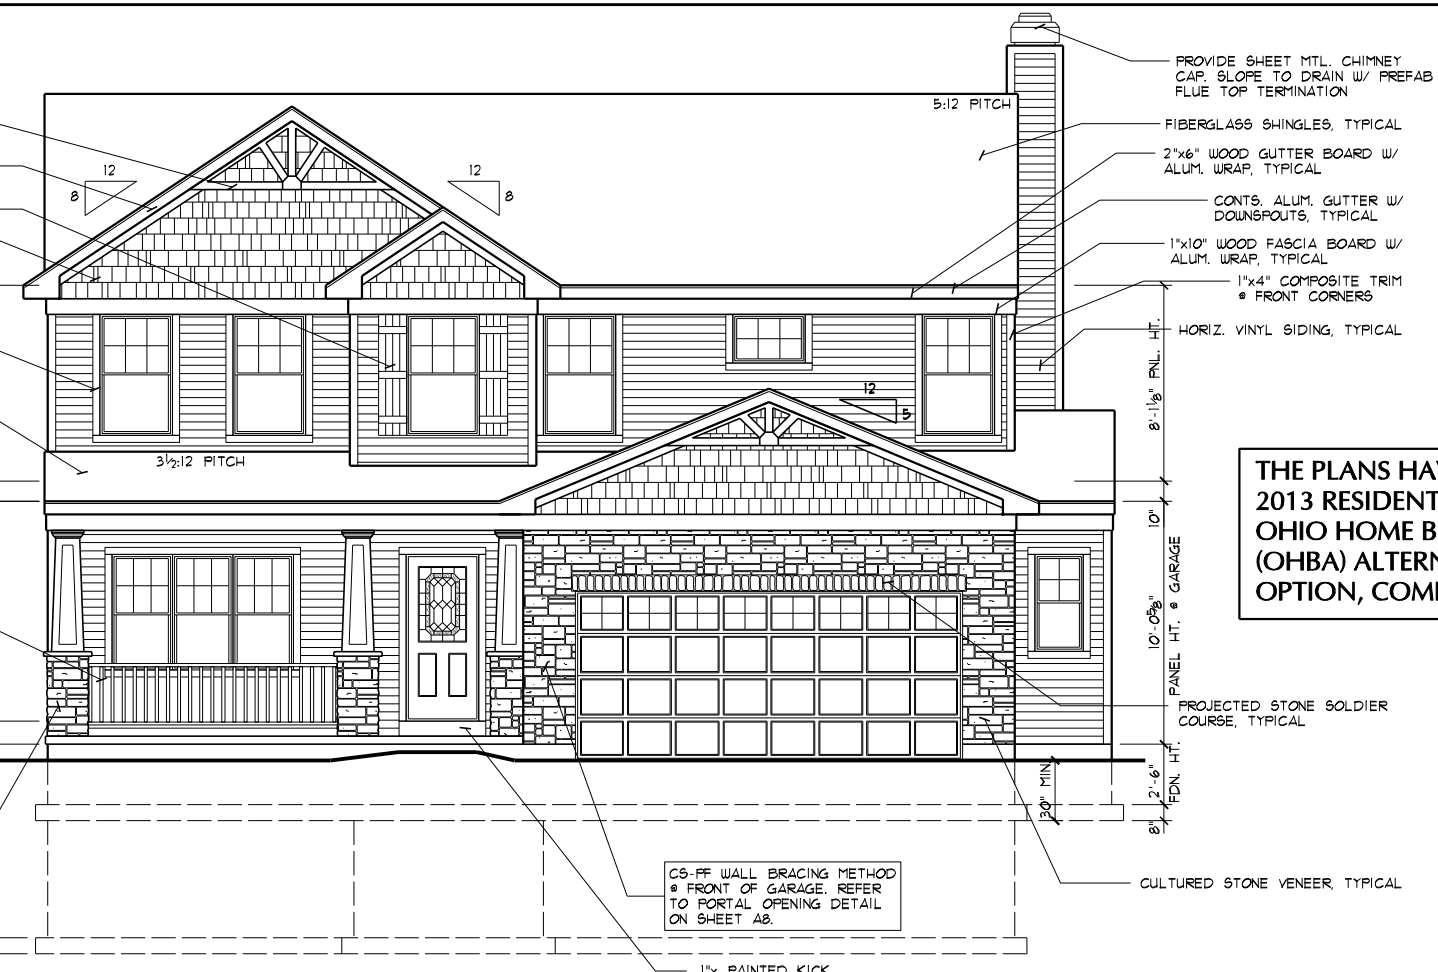 PROVIDE SHEET MTL. CHIMNEY
CAP. SLOPE TO DRAIN W/ PREFAB
FLUE TOP TERMINATION
5:12 PITCH
FIBERGLASS SHINGLES, TYPICAL
2"x6" WOOD GUTTER BOARD W/
ALUM. WRAP, TYPICAL
12
8
12
8
CONTS. ALUM. GUTTER W/
DOWNSPOUTS, TYPICAL
1"x10" WOOD FASCIA BOARD W/
ALUM. WRAP, TYPICAL
1"x4" COMPOSITE TRIM
@ FRONT CORNERS
HORIZ. VINYL SIDING, TYPICAL
8'-1 1/8" PNL. HT.
12
5
3 1/2:12 PITCH
THE PLANS HA
2013 RESIDENT
OHIO HOME B
(OHBA) ALTER
OPTION, COM
10"
10'-0 5/8"
PANEL HT. @ GARAGE
PROJECTED STONE SOLDIER
COURSE, TYPICAL
2'-6"
FDN. HT.
30" MIN.
8"
CS-PF WALL BRACING METHOD
@ FRONT OF GARAGE. REFER
TO PORTAL OPENING DETAIL
ON SHEET A8.
CULTURED STONE VENEER, TYPICAL
1"x PAINTED KICK